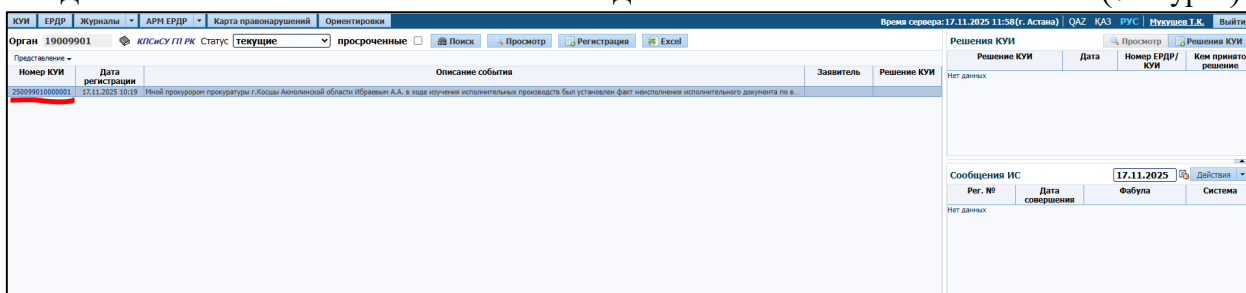 КУИ ЕРДР Журналы АРМ ЕРДР Карта правонарушений Ориентировки Время сервера:17.11.2025 11:58(г. Астана) QAZ ҚАЗ РУС Мукушев Т.К. Выйти
Орган 19009901 КПСиСУ ГП РК Статус текущие просроченные Поиск Просмотр Регистрация Excel
Представление
Номер КУИ Дата регистрации Описание события Заявитель Решение КУИ
250099010000001 17.11.2025 10:19 Мной прокурором прокуратуры г.Косшы Акмолинской области Ибраевым А.А. в ходе изучения исполнительных производств был установлен факт неисполнения исполнительного документа по в...
Решения КУИ Просмотр Решения КУИ
Решение КУИ Дата Номер ЕРДР/КУИ Кем принято решение
Нет данных
Сообщения ИС 17.11.2025 Действия
Рег. № Дата совершения Фабула Система
Нет данных